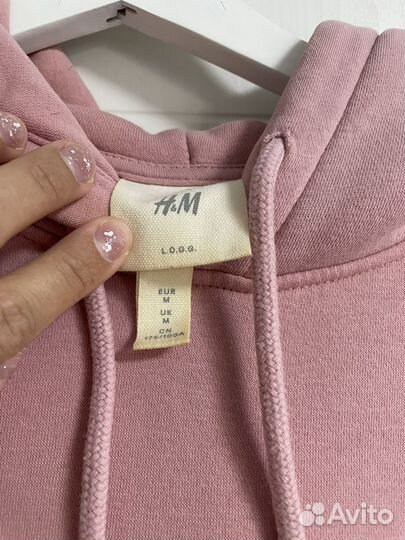 H&M
L.O.G.G.
EUR
M
UK
M
CN
175/100A
Avito